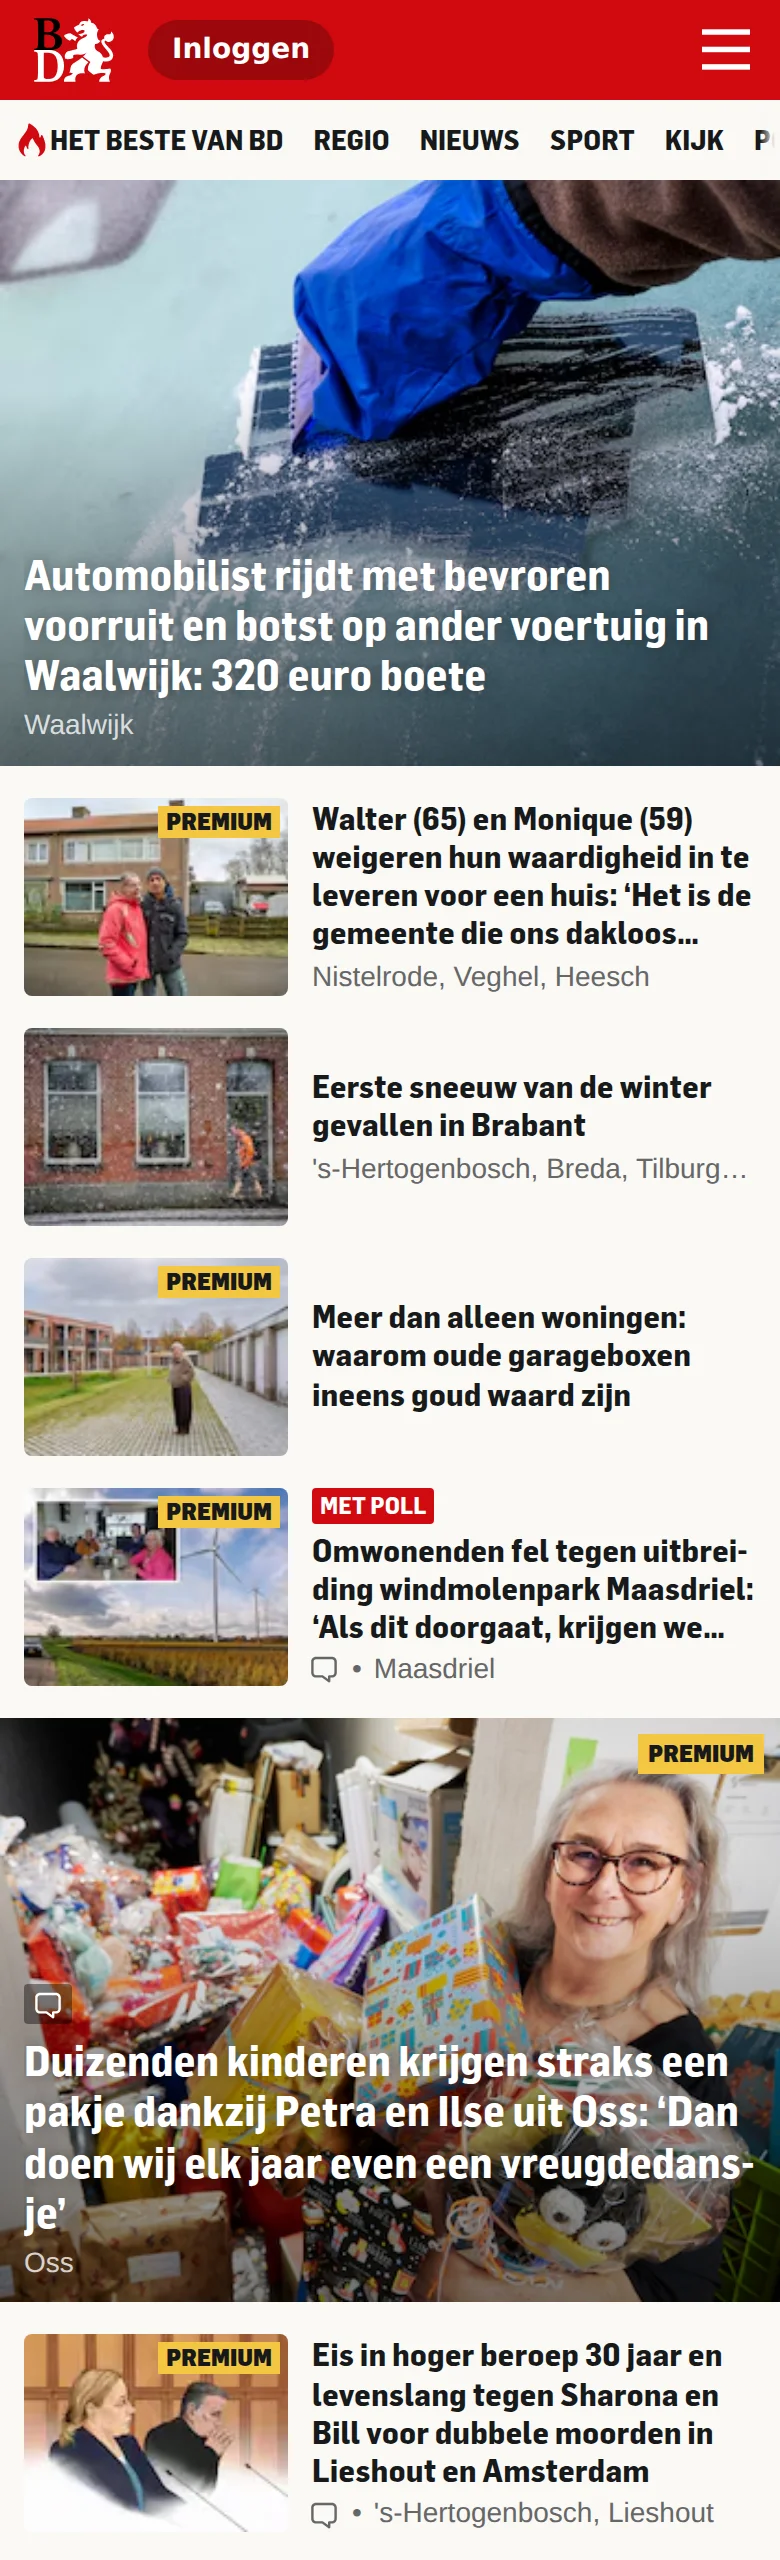 BD
Inloggen
HET BESTE VAN BD REGIO NIEUWS SPORT KIJK
Automobilist rijdt met bevroren
voorruit en botst op ander voertuig in
Waalwijk: 320 euro boete
Waalwijk
PREMIUM
Walter (65) en Monique (59)
weigeren hun waardigheid in te
leveren voor een huis: ‘Het is de
gemeente die ons dakloos...
Nistelrode, Veghel, Heesch
Eerste sneeuw van de winter
gevallen in Brabant
's-Hertogenbosch, Breda, Tilburg...
PREMIUM
Meer dan alleen woningen:
waarom oude garageboxen
ineens goud waard zijn
PREMIUM
MET POLL
Omwonenden fel tegen uitbrei-
ding windmolenpark Maasdriel:
‘Als dit doorgaat, krijgen we...
• Maasdriel
PREMIUM
Duizenden kinderen krijgen straks een
pakje dankzij Petra en Ilse uit Oss: ‘Dan
doen wij elk jaar even een vreugdedans-
je’
Oss
PREMIUM
Eis in hoger beroep 30 jaar en
levenslang tegen Sharona en
Bill voor dubbele moorden in
Lieshout en Amsterdam
• 's-Hertogenbosch, Lieshout